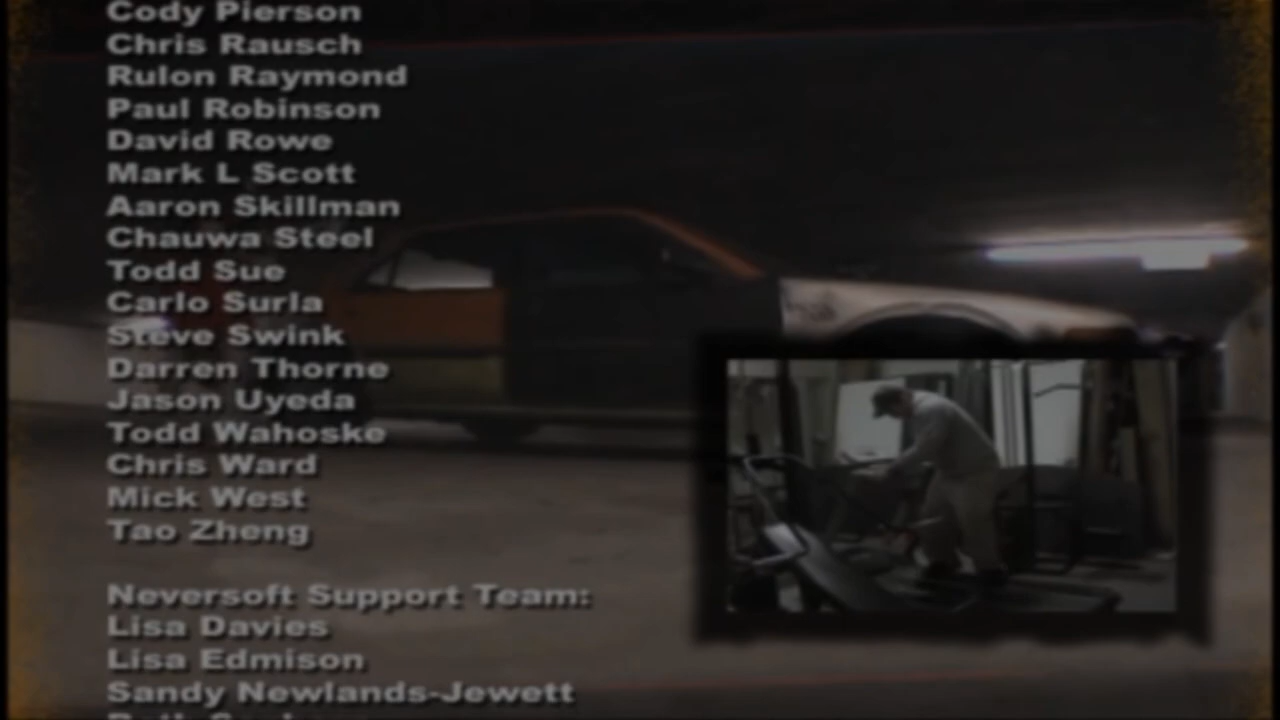 Cody Pierson
Chris Rausch
Rulon Raymond
Paul Robinson
David Rowe
Mark L Scott
Aaron Skillman
Chauwa Steel
Todd Sue
Carlo Surla
Steve Swink
Darren Thorne
Jason Uyeda
Todd Wahoske
Chris Ward
Mick West
Tao Zheng
Neversoft Support Team:
Lisa Davies
Lisa Edmison
Sandy Newlands-Jewett